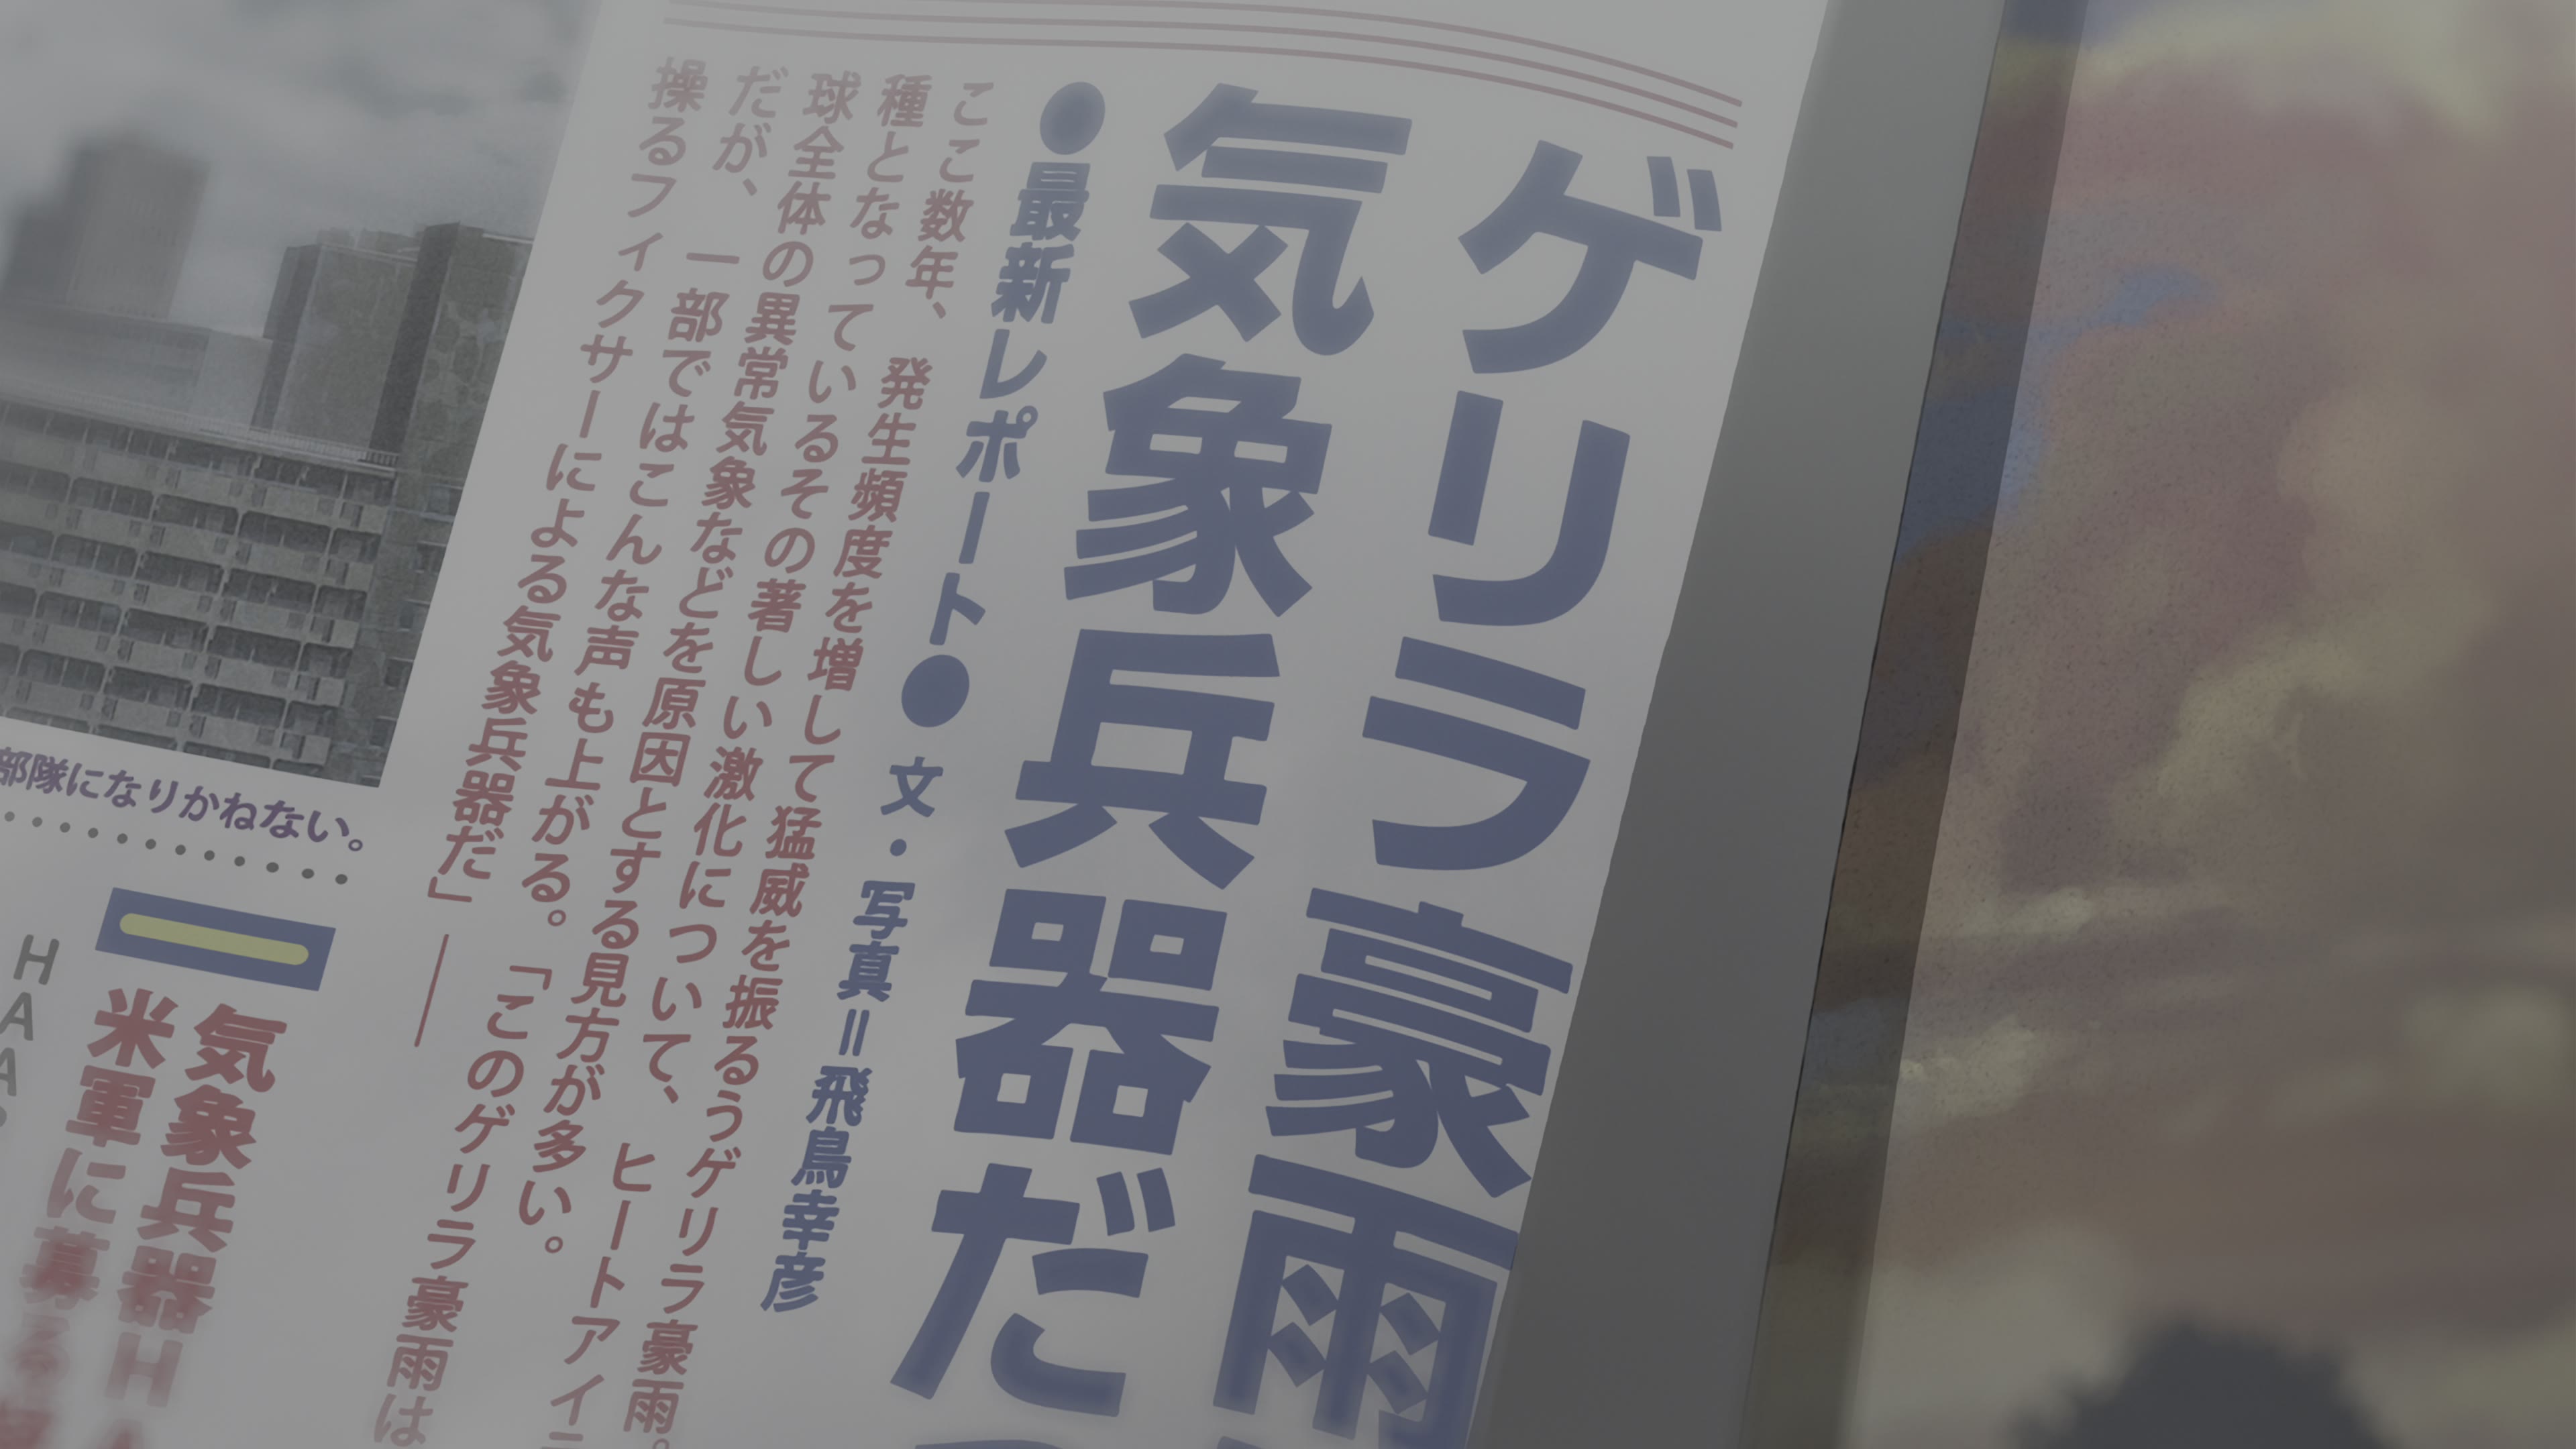 ゲリラ豪雨
気象兵器だ
●最新レポート● 文・写真=飛鳥幸彦
ここ数年、発生頻度を増して猛威を振るうゲリラ豪雨。
種となっているその著しい激化について、ヒートアイ
球全体の異常気象などを原因とする見方が多い。
だが、一部ではこんな声も上がる。「このゲリラ豪雨は
操るフィクサーによる気象兵器だ」――
部隊になりかねない。
気象兵器HA
米軍に募る
HAA